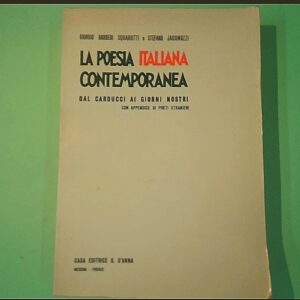 GIORGIO BARBERI SQUAROTTI e STEFANO JACOMUZZI
LA POESIA ITALIANA
CONTEMPORANEA
DAL CARDUCCI AI GIORNI NOSTRI
CON APPENDICE DI POETI STRANIERI
CASA EDITRICE G. D'ANNA
MESSINA - FIRENZE